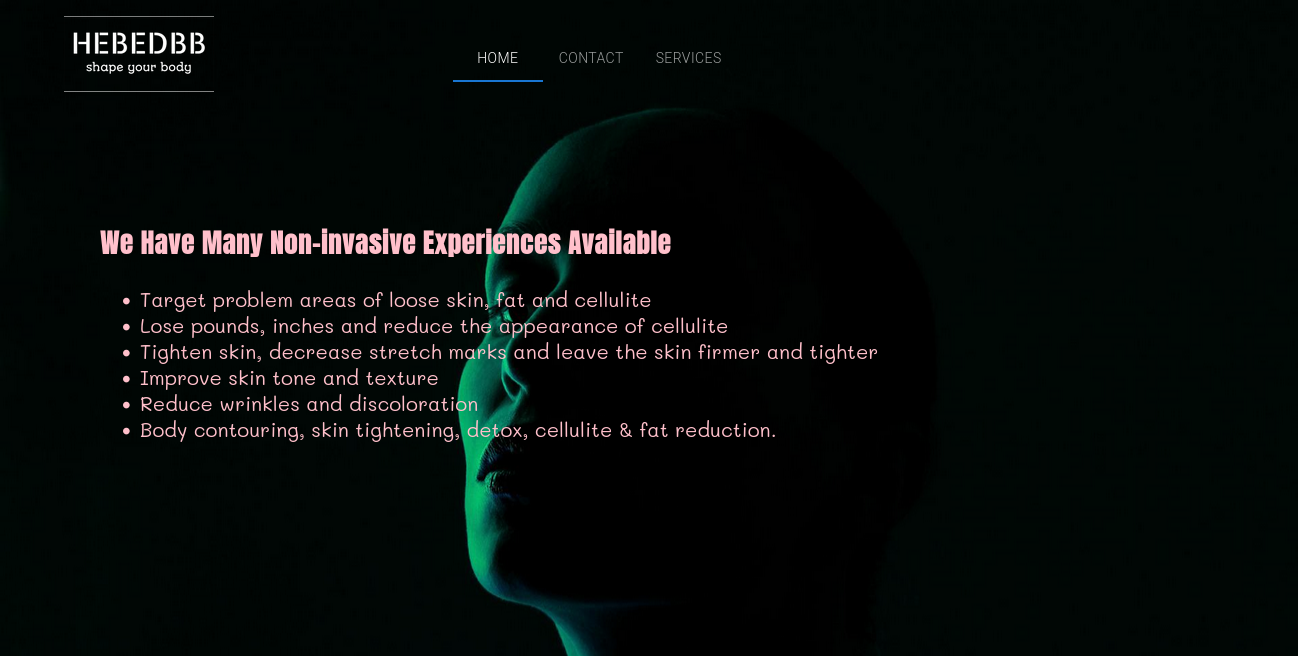 HEBEDBB
shape your body
HOME CONTACT SERVICES
We Have Many Non-invasive Experiences Available
• Target problem areas of loose skin, fat and cellulite
• Lose pounds, inches and reduce the appearance of cellulite
• Tighten skin, decrease stretch marks and leave the skin firmer and tighter
• Improve skin tone and texture
• Reduce wrinkles and discoloration
• Body contouring, skin tightening, detox, cellulite & fat reduction.